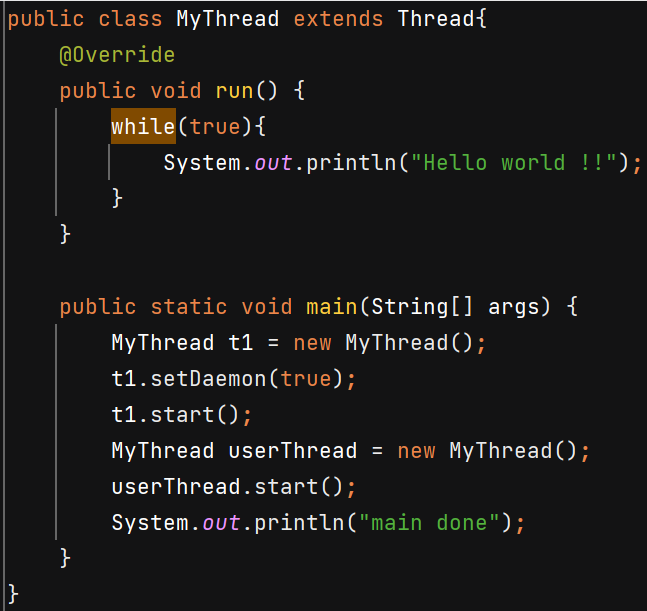 public class MyThread extends Thread{
    @Override
    public void run() {
        while(true){
            System.out.println("Hello world !!");
        }
    }

    public static void main(String[] args) {
        MyThread t1 = new MyThread();
        t1.setDaemon(true);
        t1.start();
        MyThread userThread = new MyThread();
        userThread.start();
        System.out.println("main done");
    }
}